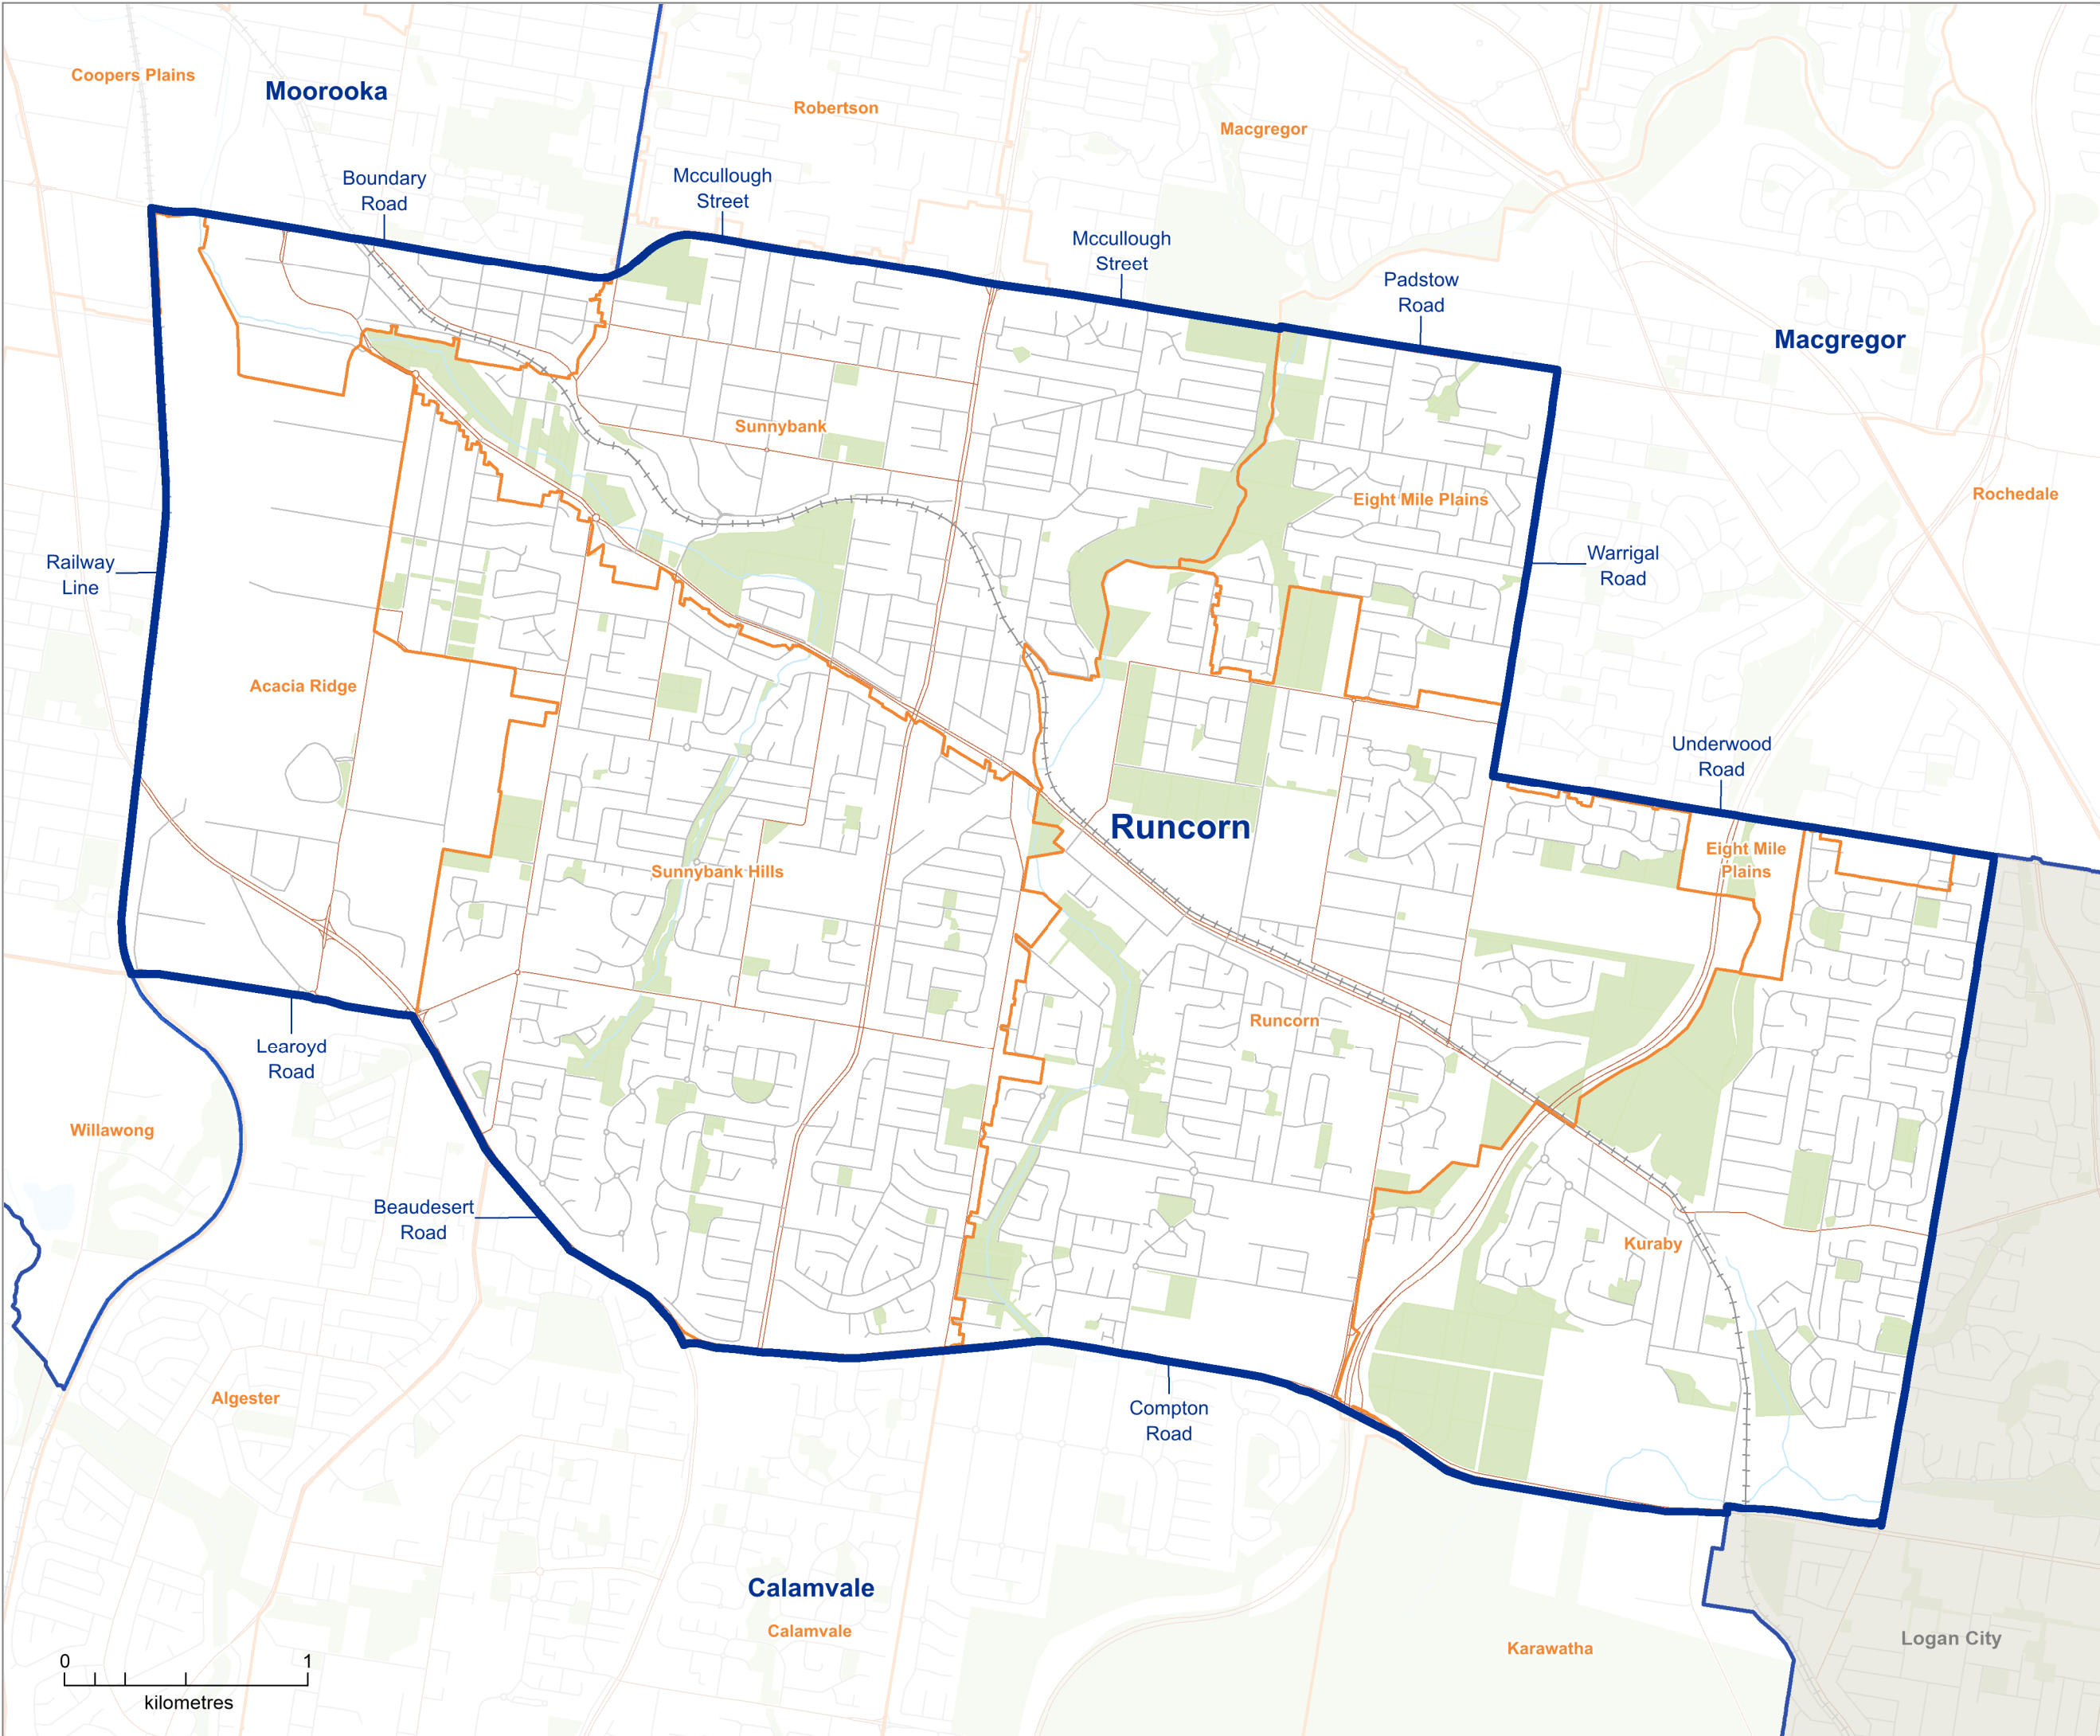 Coopers Plains
Moorooka
Robertson
Macgregor
Boundary
Road
Mccullough
Street
Mccullough
Street
Padstow
Road
Macgregor
Sunnybank
Eight Mile Plains
Rochedale
Railway
Line
Warrigal
Road
Acacia Ridge
Underwood
Road
Runcorn
Eight Mile
Plains
Sunnybank Hills
Runcorn
Learoyd
Road
Willawong
Beaudesert
Road
Kuraby
Algester
Compton
Road
Calamvale
Calamvale
Karawatha
Logan City
0 1
kilometres